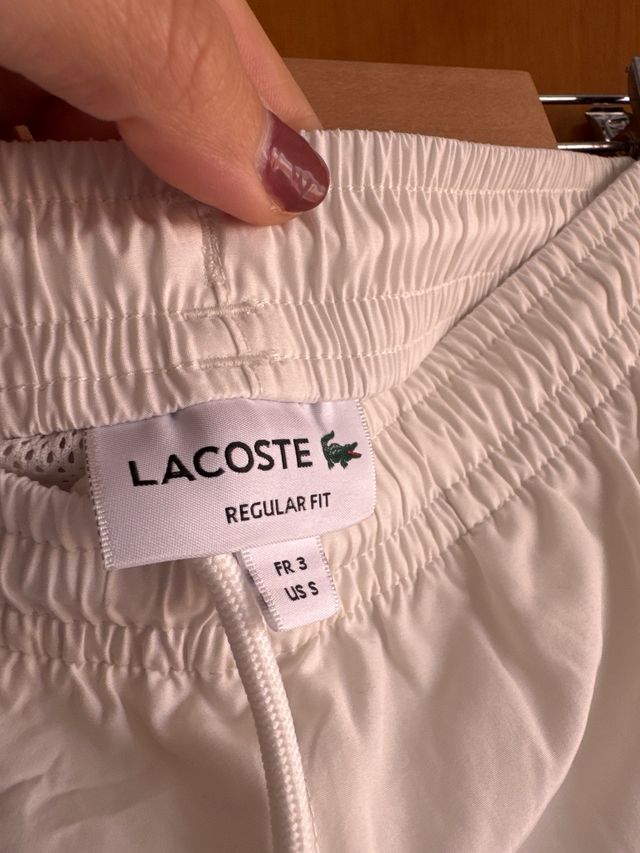 LACOSTE
REGULAR FIT
FR 3
US S